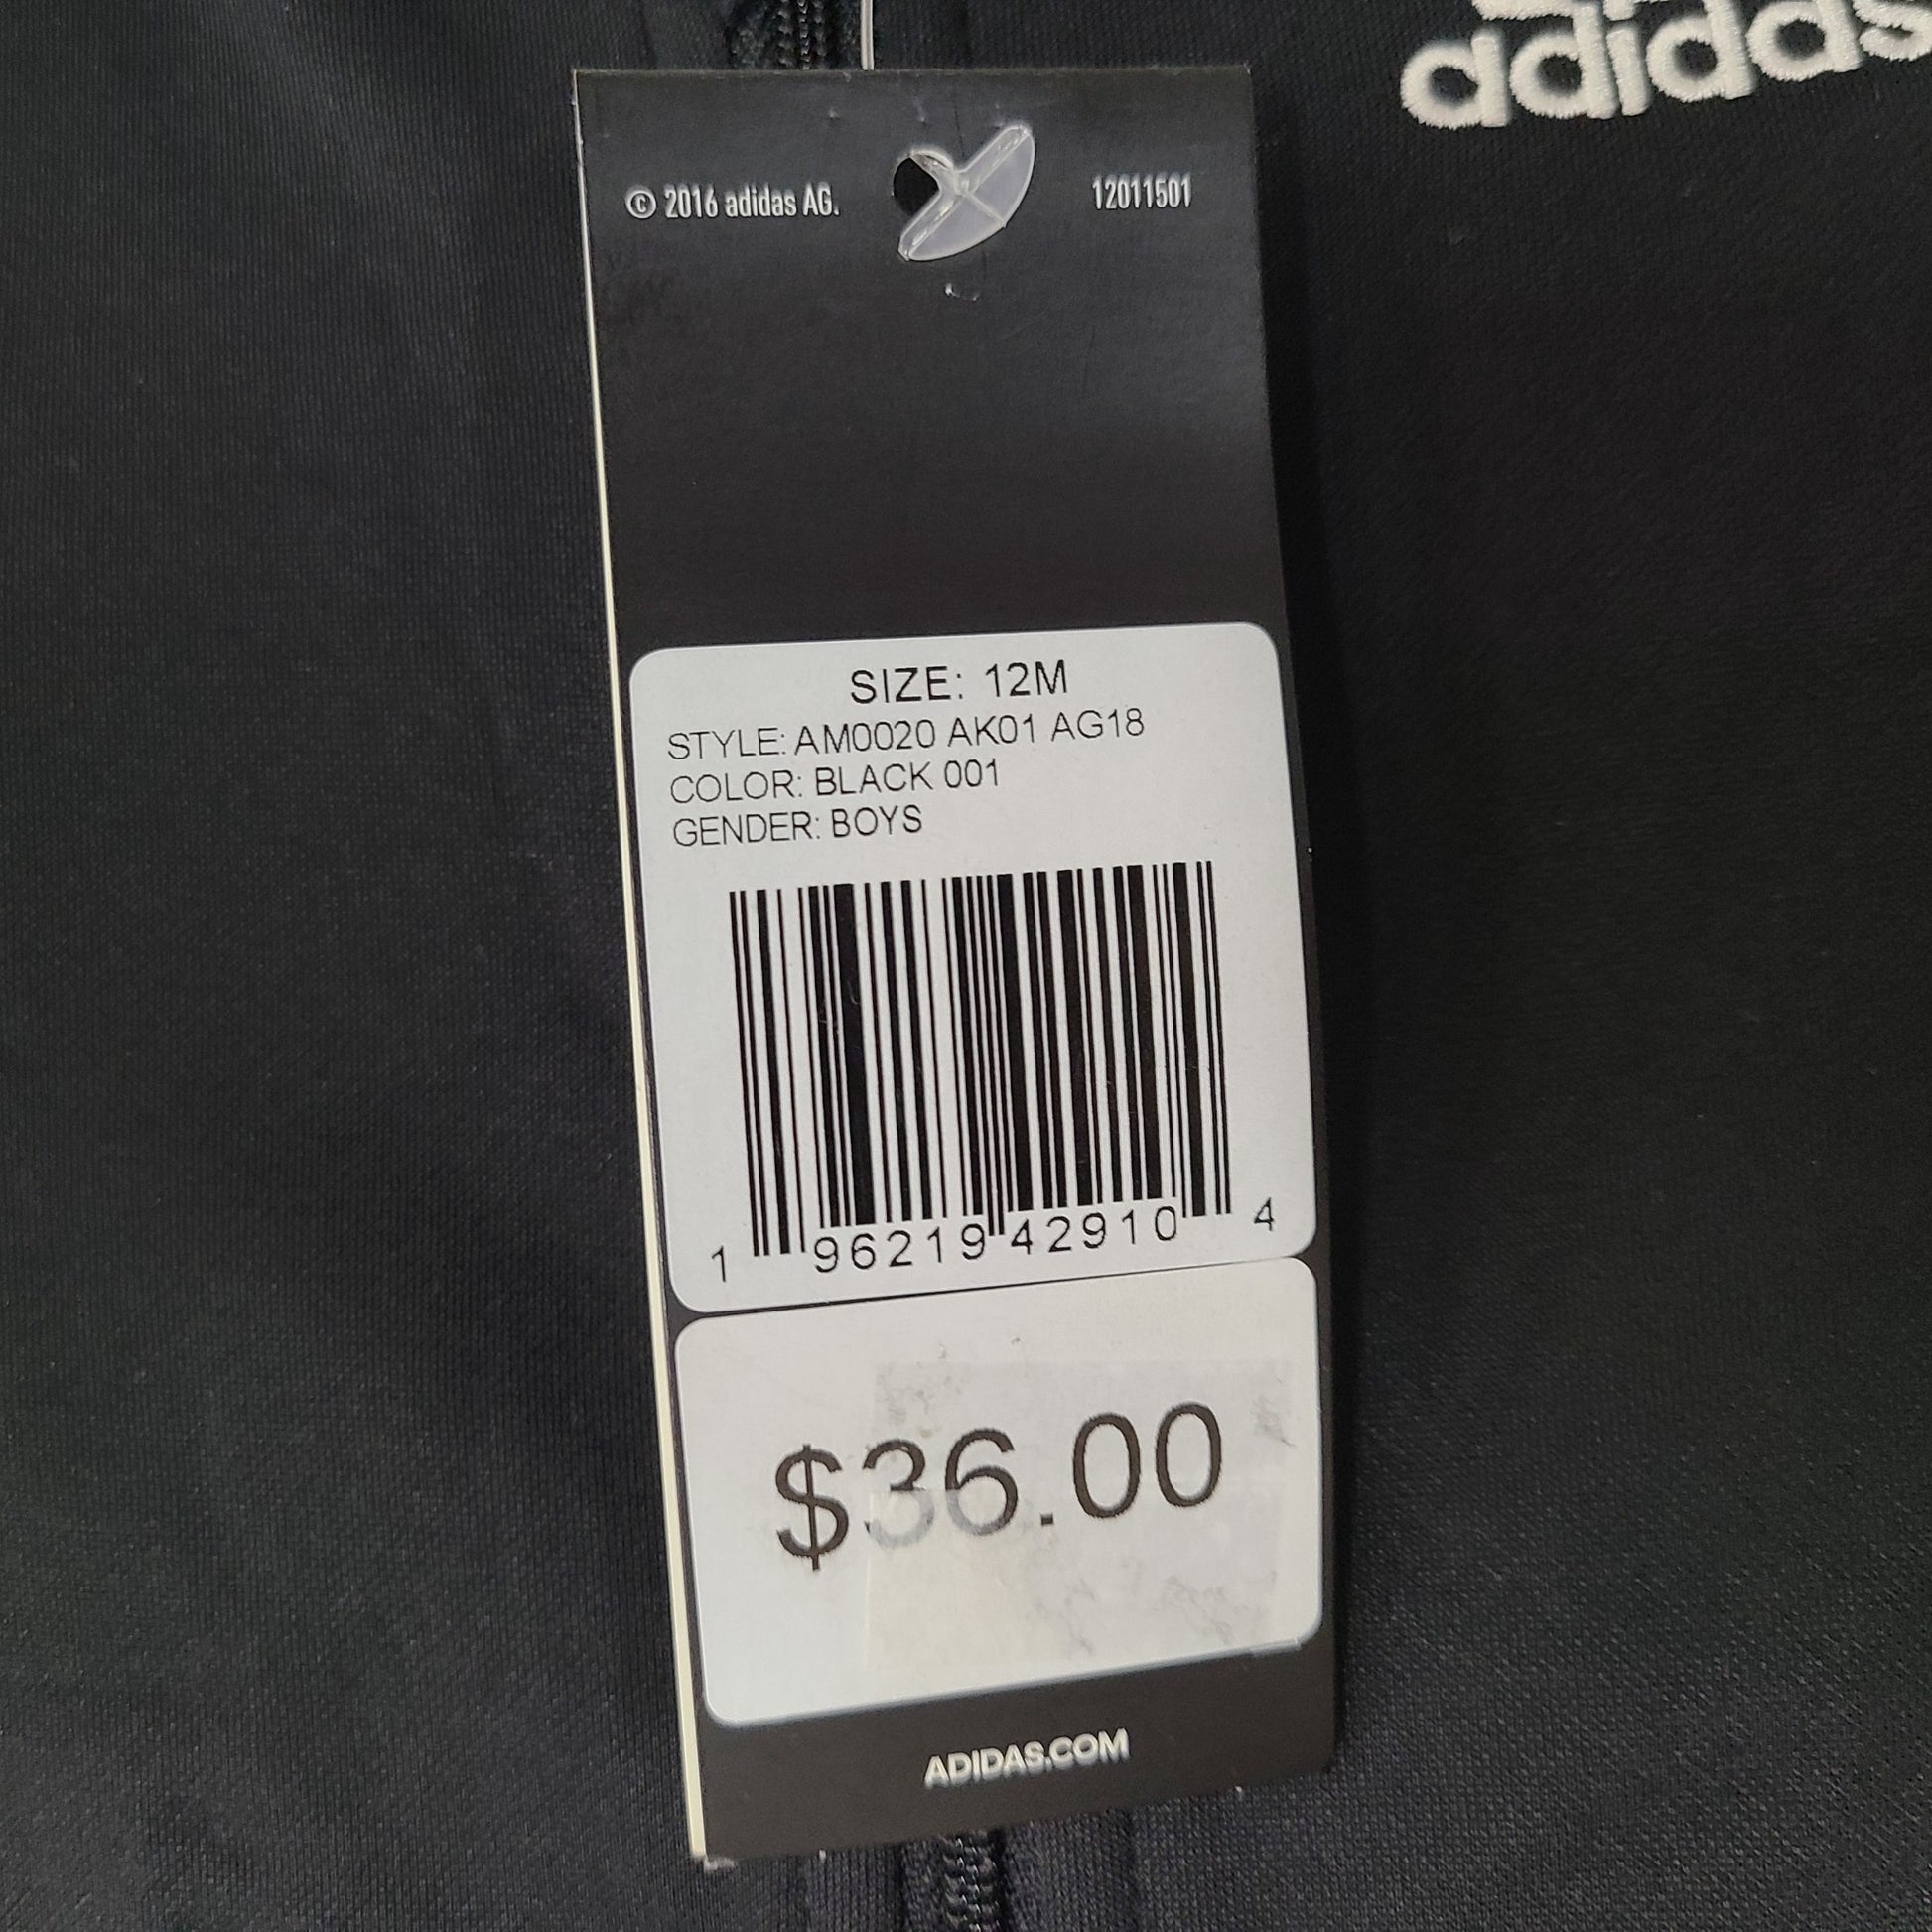 adidas
© 2016 adidas AG. 12011501
SIZE: 12M
STYLE: AM0020 AK01 AG18
COLOR: BLACK 001
GENDER: BOYS
1 96219 42910 4
$36.00
ADIDAS.COM